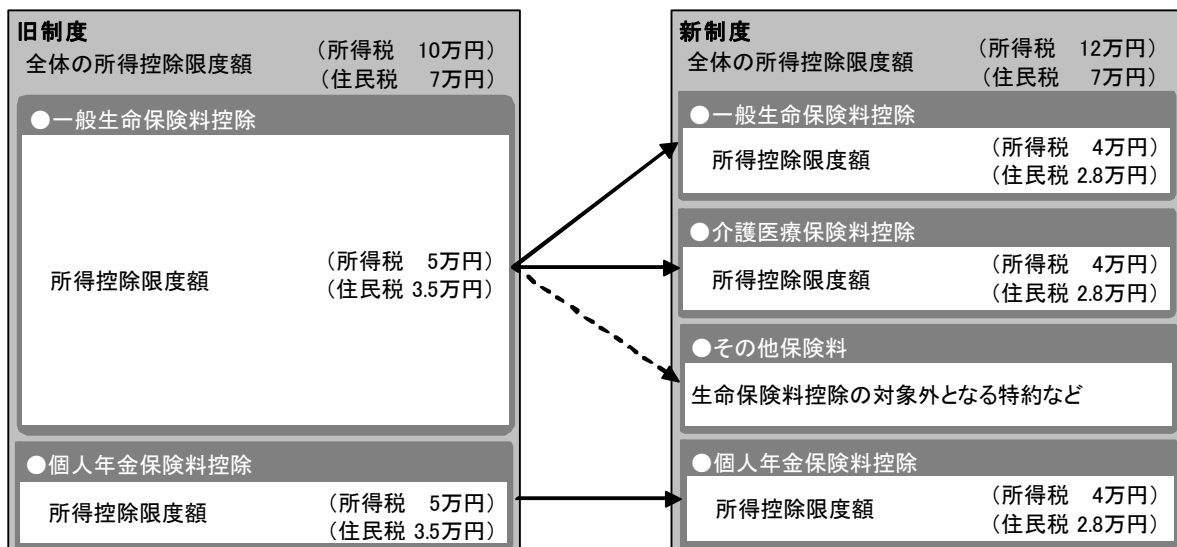 旧制度
全体の所得控除限度額
（所得税　10万円）
（住民税　7万円）
●一般生命保険料控除
所得控除限度額
（所得税　5万円）
（住民税 3.5万円）
●個人年金保険料控除
所得控除限度額
（所得税　5万円）
（住民税 3.5万円）
新制度
全体の所得控除限度額
（所得税　12万円）
（住民税　7万円）
●一般生命保険料控除
所得控除限度額
（所得税　4万円）
（住民税 2.8万円）
●介護医療保険料控除
所得控除限度額
（所得税　4万円）
（住民税 2.8万円）
●その他保険料
生命保険料控除の対象外となる特約など
●個人年金保険料控除
所得控除限度額
（所得税　4万円）
（住民税 2.8万円）